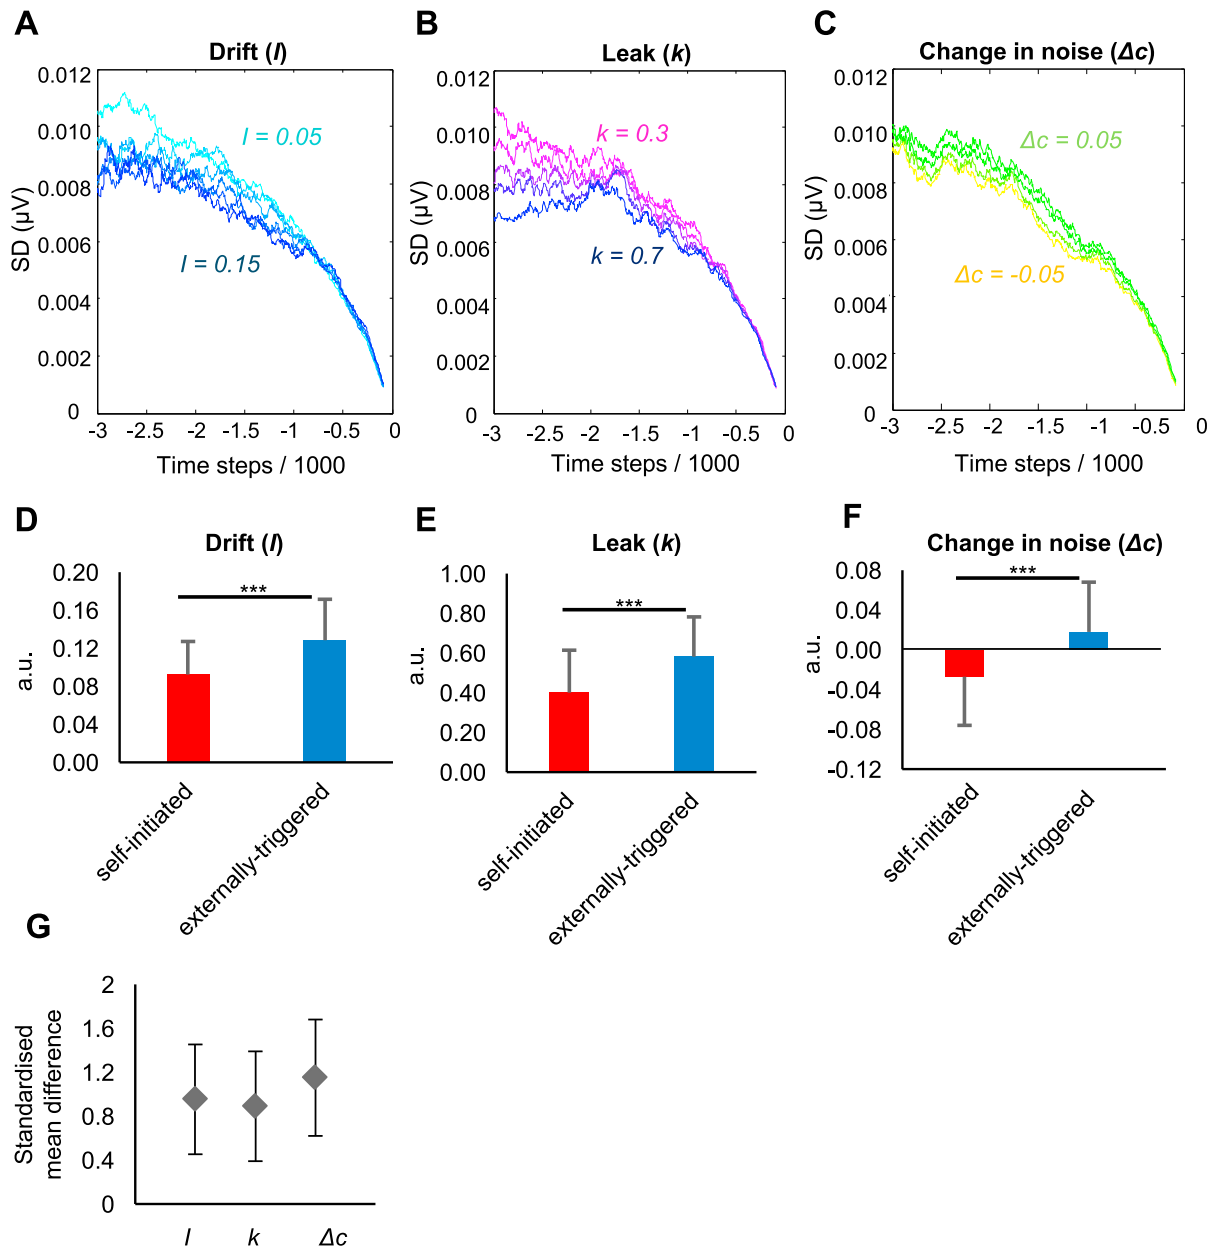 A
Drift (I)
SD (µV)
0.012
0.010
0.008
0.006
0.004
0.002
0
I = 0.05
I = 0.15
-3 -2.5 -2 -1.5 -1 -0.5 0
Time steps / 1000
B
Leak (k)
SD (µV)
0.012
0.010
0.008
0.006
0.004
0.002
0
k = 0.3
k = 0.7
-3 -2.5 -2 -1.5 -1 -0.5 0
Time steps / 1000
C
Change in noise (Δc)
SD (µV)
0.012
0.010
0.008
0.006
0.004
0.002
0
Δc = 0.05
Δc = -0.05
-3 -2.5 -2 -1.5 -1 -0.5 0
Time steps / 1000
D
Drift (I)
a.u.
0.20
0.16
0.12
0.08
0.04
0.00
***
self-initiated
externally-triggered
E
Leak (k)
a.u.
1.00
0.80
0.60
0.40
0.20
0.00
***
self-initiated
externally-triggered
F
Change in noise (Δc)
a.u.
0.08
0.04
0.00
-0.04
-0.08
-0.12
***
self-initiated
externally-triggered
G
Standardised
mean difference
2
1.6
1.2
0.8
0.4
0
I k Δc